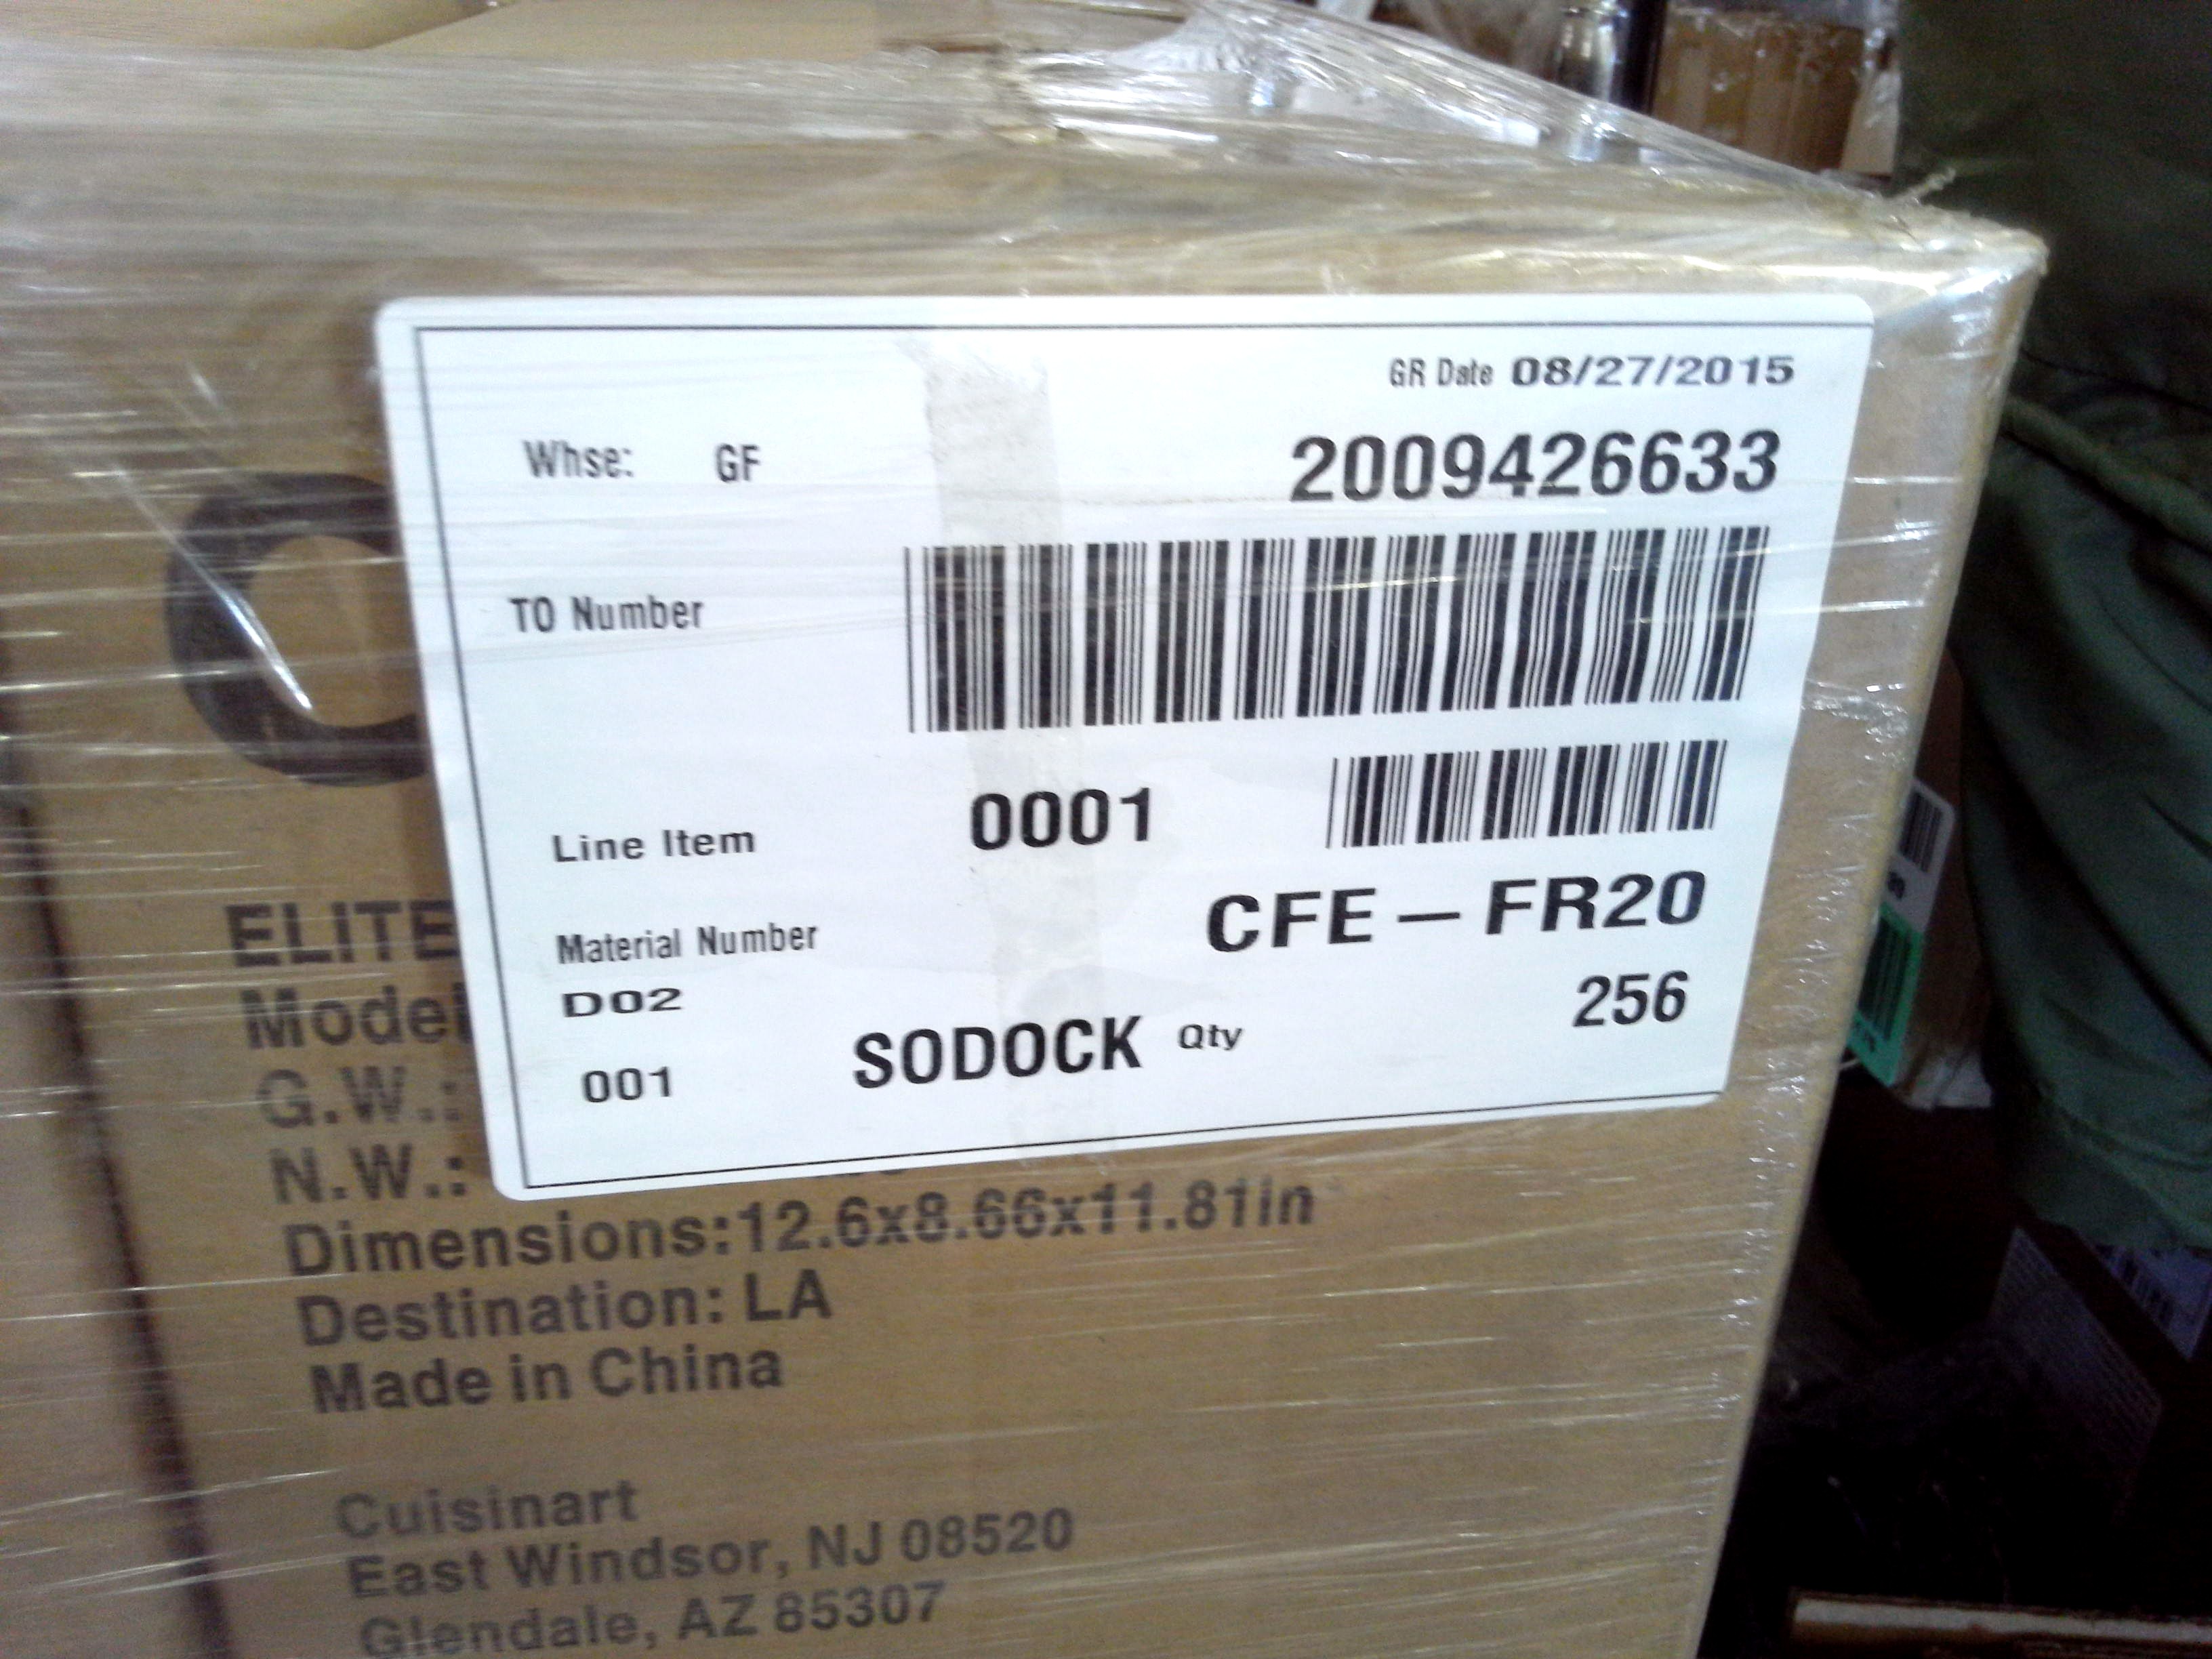 GR Date 08/27/2015
Whse: GF 2009426633
TO Number
Line Item 0001
Material Number CFE-FR20
D02
001 SODOCK Qty 256
ELITE
Model
G.W.:
N.W.:
Dimensions:12.6x8.66x11.81in
Destination: LA
Made in China
Cuisinart
East Windsor, NJ 08520
Glendale, AZ 85307